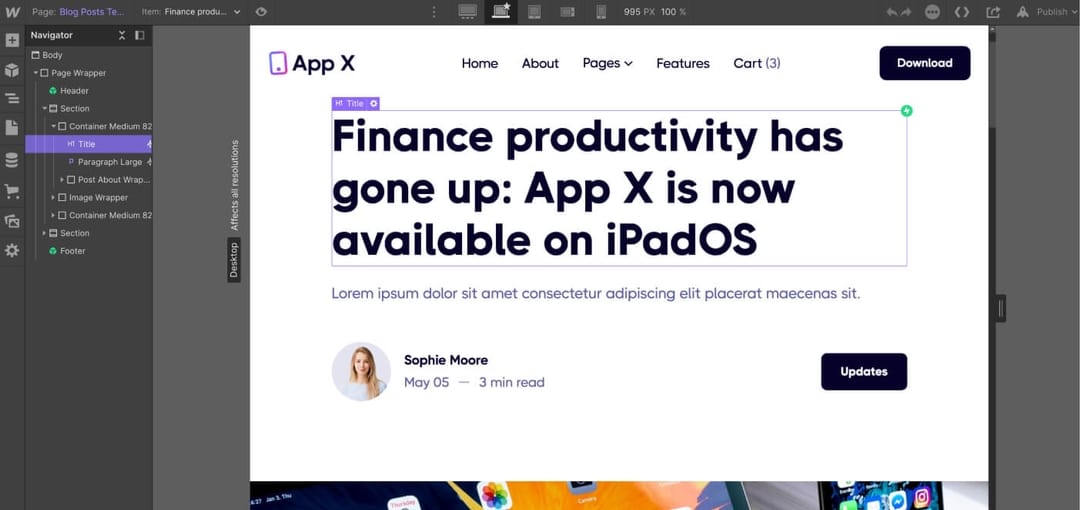 Page: Blog Posts Te... Item: Finance produ... 995 PX 100 % Publish
Navigator
Body
Page Wrapper
Header
Section
Container Medium 82
H1 Title
P Paragraph Large
Post About Wrap...
Image Wrapper
Container Medium 82
Section
Footer
Affects all resolutions
Desktop
App X
Home About Pages Features Cart (3)
Download
H1 Title
Finance productivity has
gone up: App X is now
available on iPadOS
Lorem ipsum dolor sit amet consectetur adipiscing elit placerat maecenas sit.
Sophie Moore
May 05 — 3 min read
Updates
Jan 3, Thu